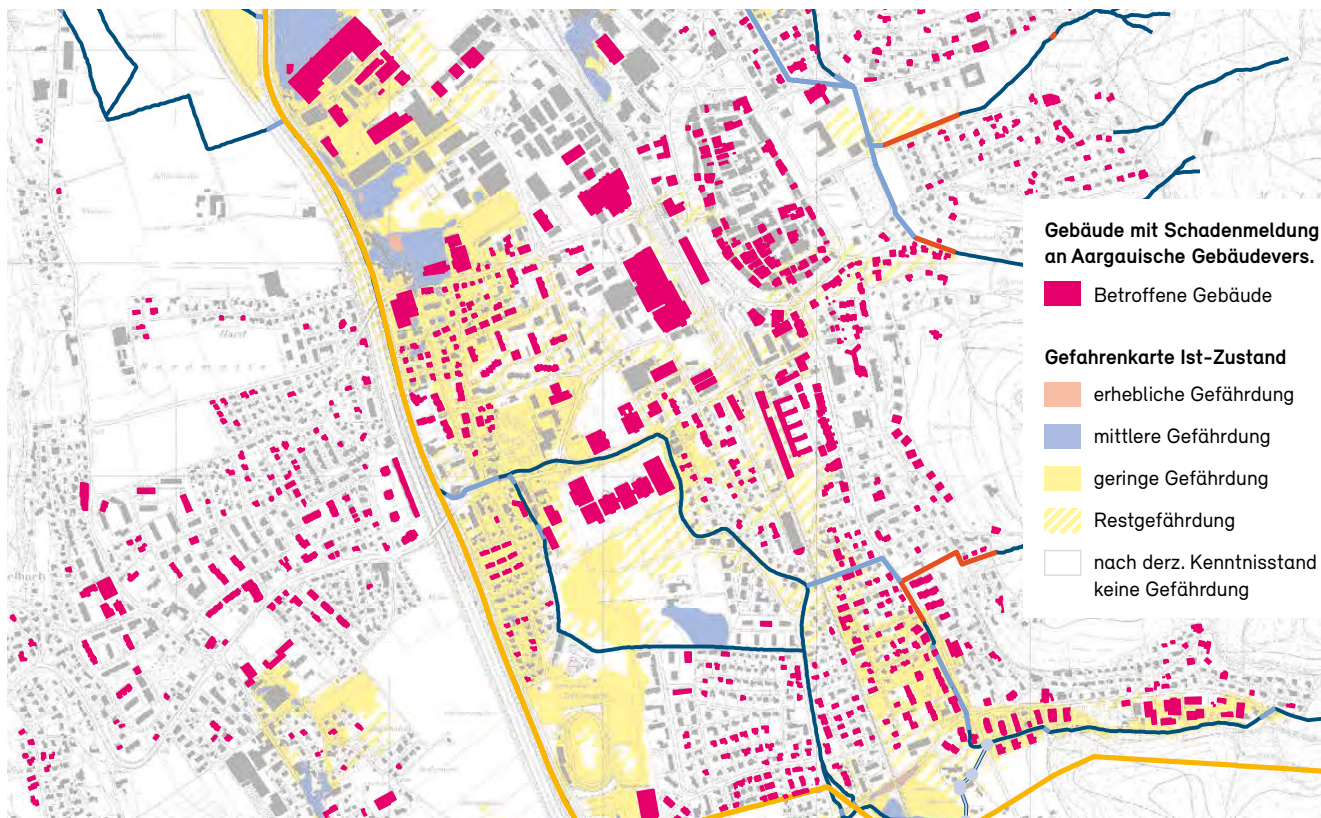 Gebäude mit Schadenmeldung
an Aargauische Gebäudevers.
Betroffene Gebäude
Gefahrenkarte Ist-Zustand
erhebliche Gefährdung
mittlere Gefährdung
geringe Gefährdung
Restgefährdung
nach derz. Kenntnisstand
keine Gefährdung
Hard